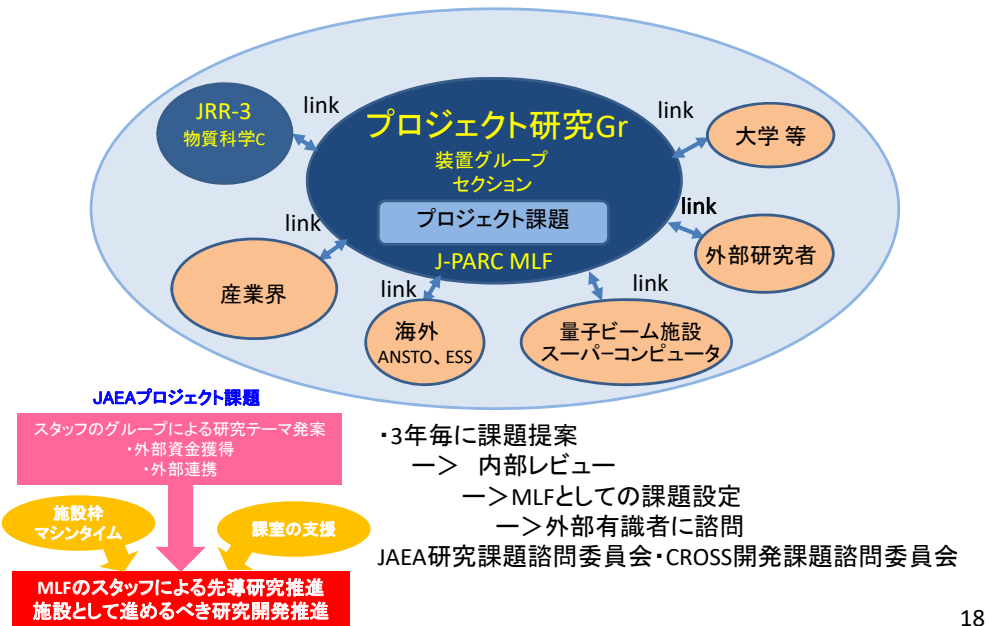 JRR-3
物質科学C
link
プロジェクト研究Gr
装置グループ
セクション
プロジェクト課題
J-PARC MLF
link
大学 等
link
外部研究者
link
産業界
link
海外
ANSTO、ESS
link
量子ビーム施設
スーパーコンピュータ
JAEAプロジェクト課題
スタッフのグループによる研究テーマ発案
・外部資金獲得
・外部連携
施設枠
マシンタイム
課室の支援
MLFのスタッフによる先導研究推進
施設として進めるべき研究開発推進
・3年毎に課題提案
ー＞ 内部レビュー
ー＞MLFとしての課題設定
ー＞外部有識者に諮問
JAEA研究課題諮問委員会・CROSS開発課題諮問委員会
18